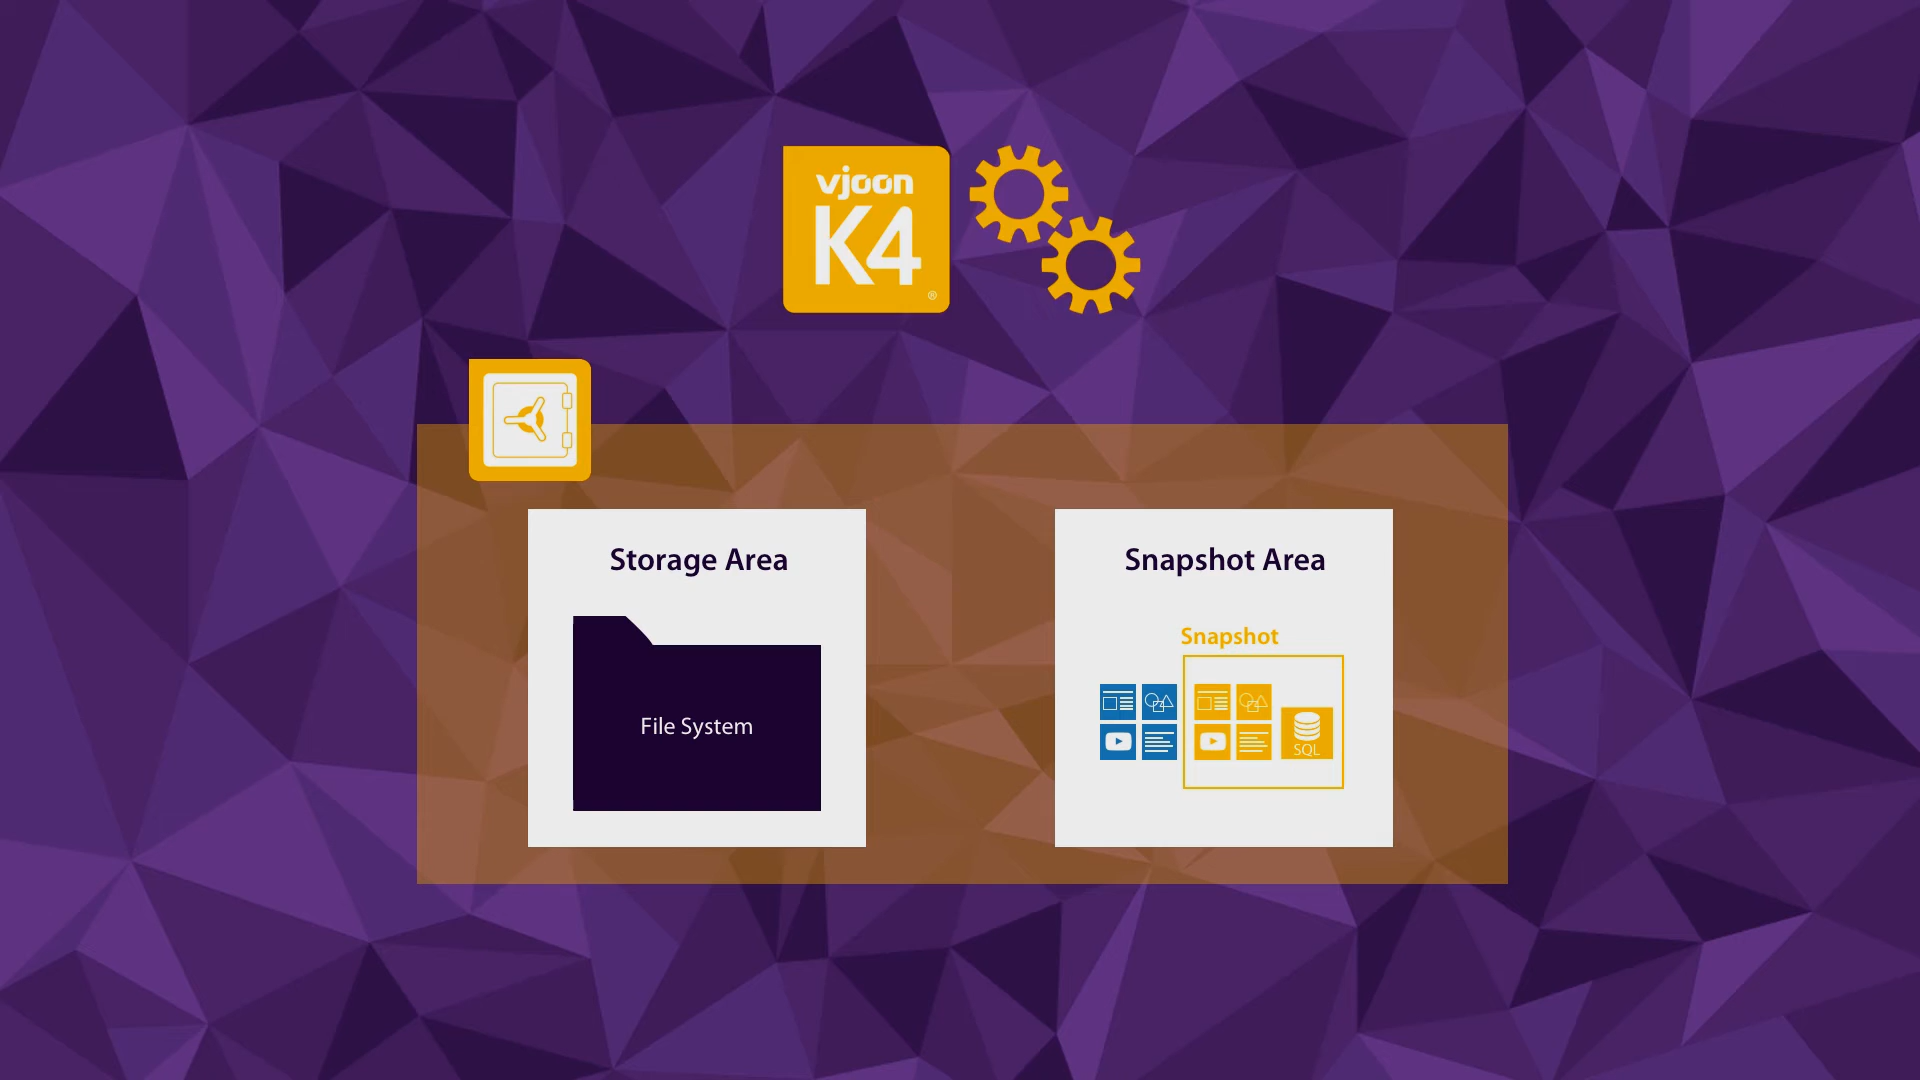 vjoon
K4
®
Storage Area
File System
Snapshot Area
Snapshot
SQL